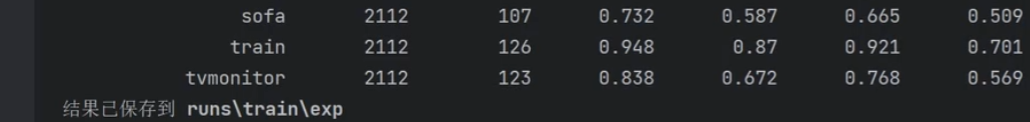 sofa 2112 107 0.732 0.587 0.665 0.509
train 2112 126 0.948 0.87 0.921 0.701
tvmonitor 2112 123 0.838 0.672 0.768 0.569
结果已保存到 runs\train\exp